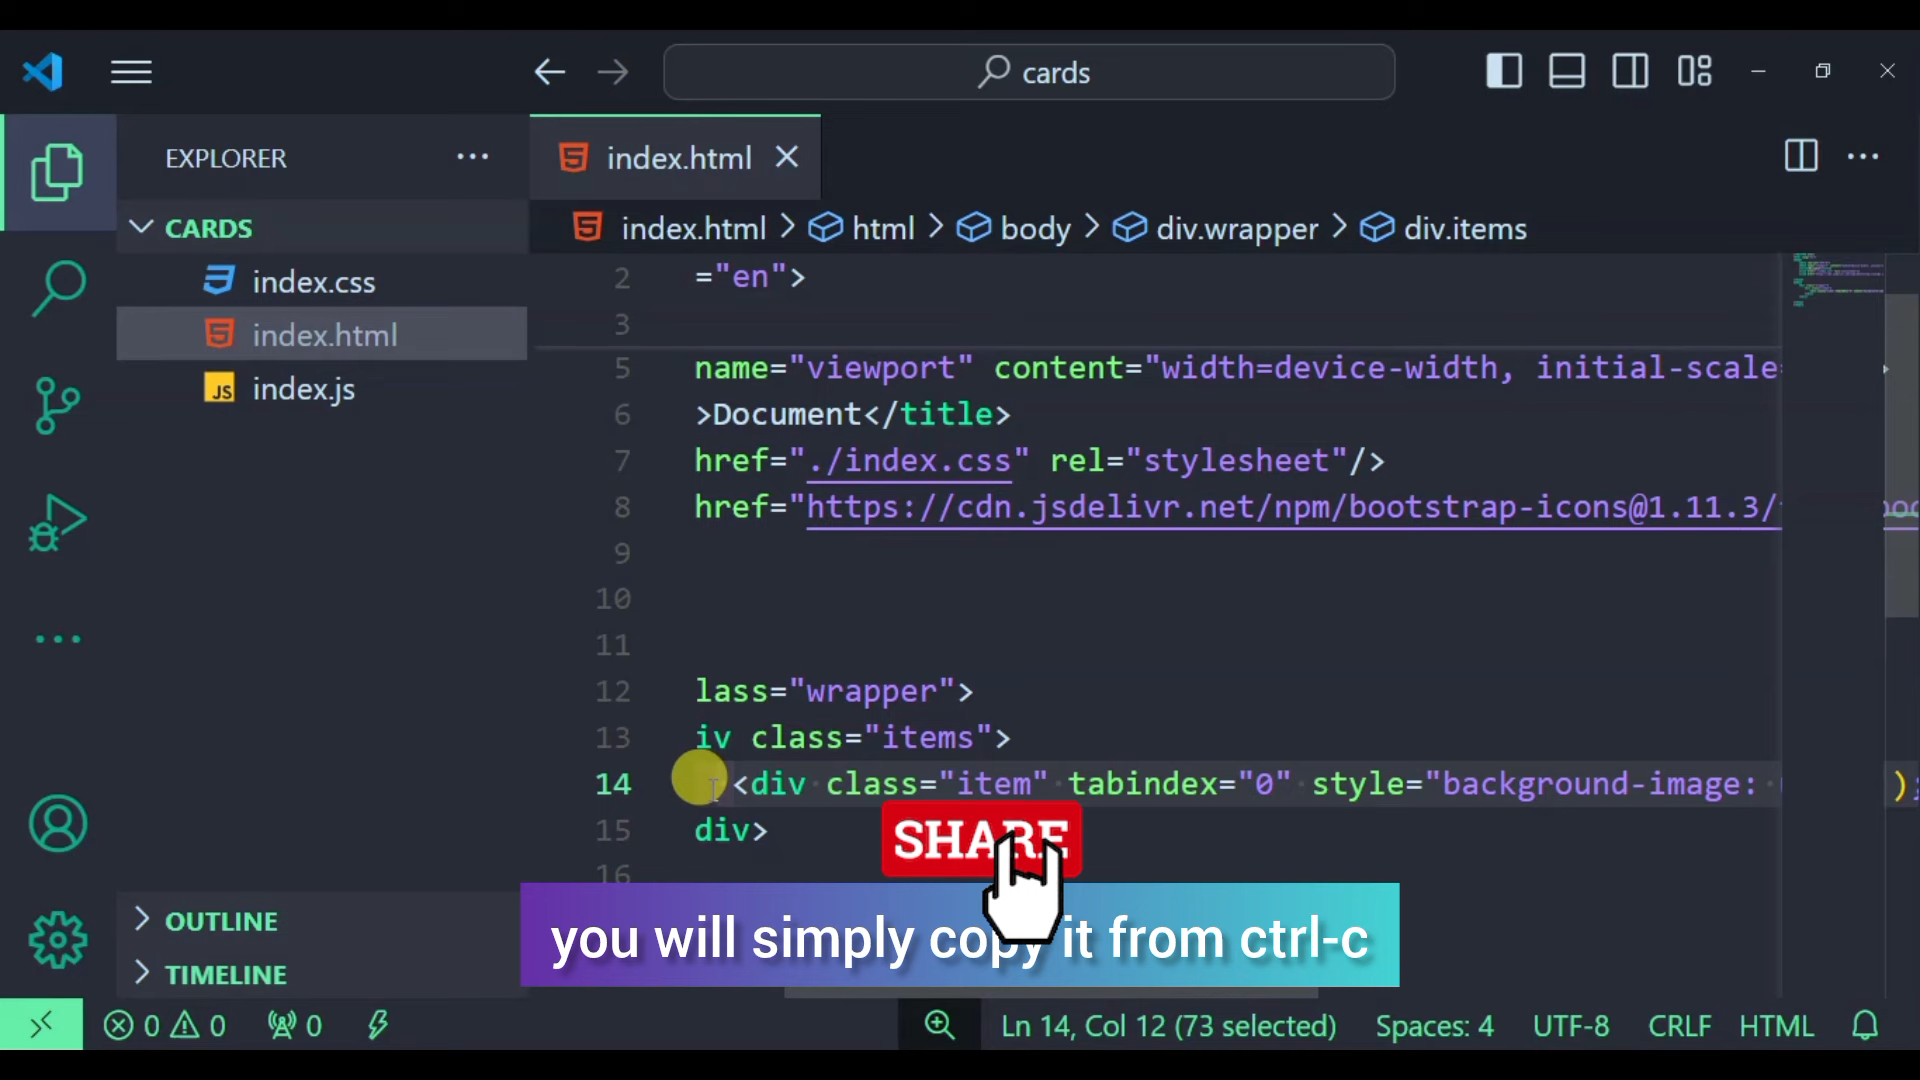 cards
EXPLORER
index.html
CARDS
index.html > html > body > div.wrapper > div.items
index.css
index.html
index.js
2 ="en">
3
5 name="viewport" content="width=device-width, initial-scale=
6 >Document</title>
7 href="./index.css" rel="stylesheet"/>
8 href="https://cdn.jsdelivr.net/npm/bootstrap-icons@1.11.3/
9
10
11
12 lass="wrapper">
13 iv class="items">
14 <div class="item" tabindex="0" style="background-image:
15 div>
16
SHARE
you will simply copy it from ctrl-c
OUTLINE
TIMELINE
0 0 0 Ln 14, Col 12 (73 selected) Spaces: 4 UTF-8 CRLF HTML